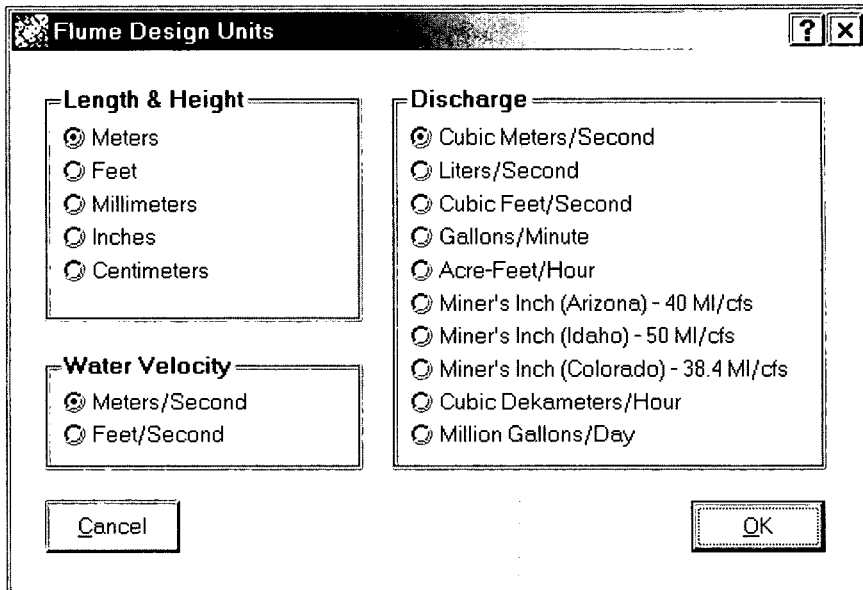 Flume Design Units
? ×
Length & Height
Meters
Feet
Millimeters
Inches
Centimeters
Water Velocity
Meters/Second
Feet/Second
Discharge
Cubic Meters/Second
Liters/Second
Cubic Feet/Second
Gallons/Minute
Acre-Feet/Hour
Miner's Inch (Arizona) - 40 MI/cfs
Miner's Inch (Idaho) - 50 MI/cfs
Miner's Inch (Colorado) - 38.4 MI/cfs
Cubic Dekameters/Hour
Million Gallons/Day
Cancel
OK